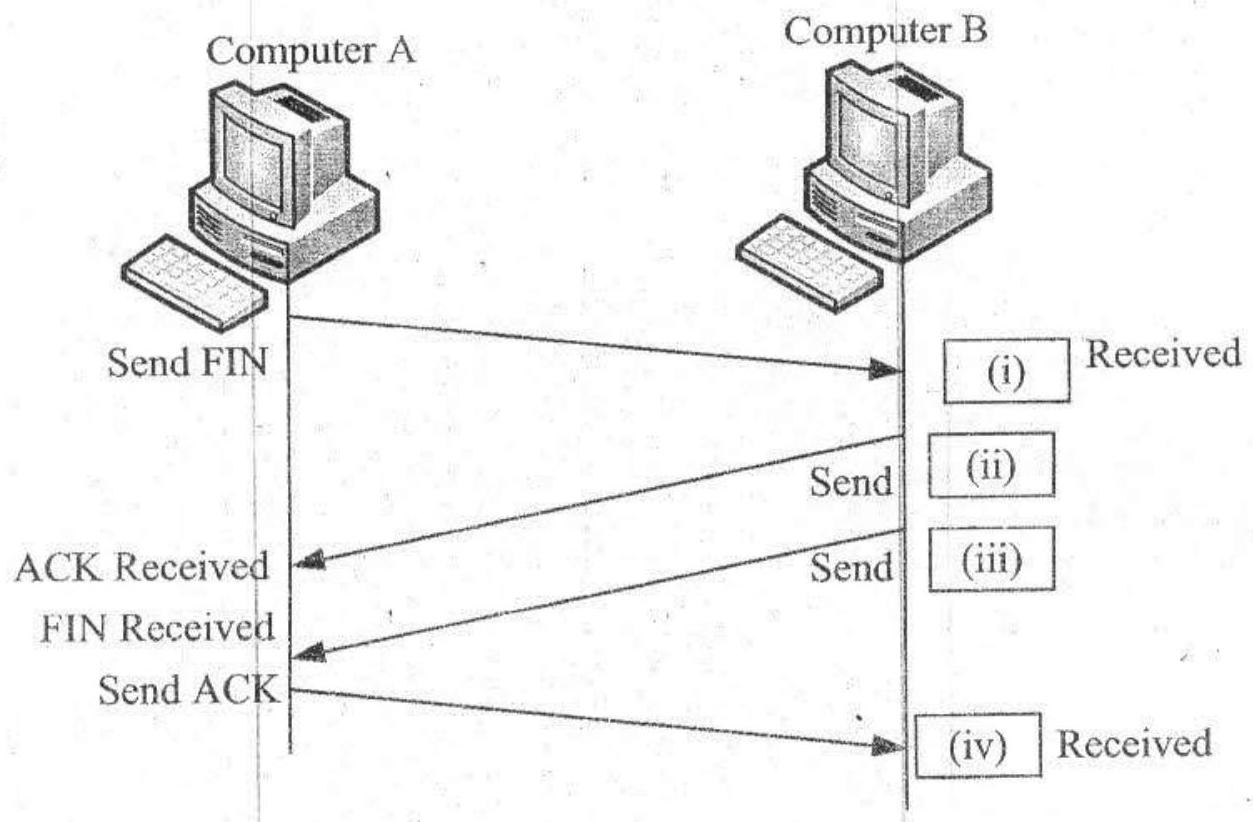 Computer A
Computer B
Send FIN
(i) Received
Send (ii)
ACK Received
Send (iii)
FIN Received
Send ACK
(iv) Received